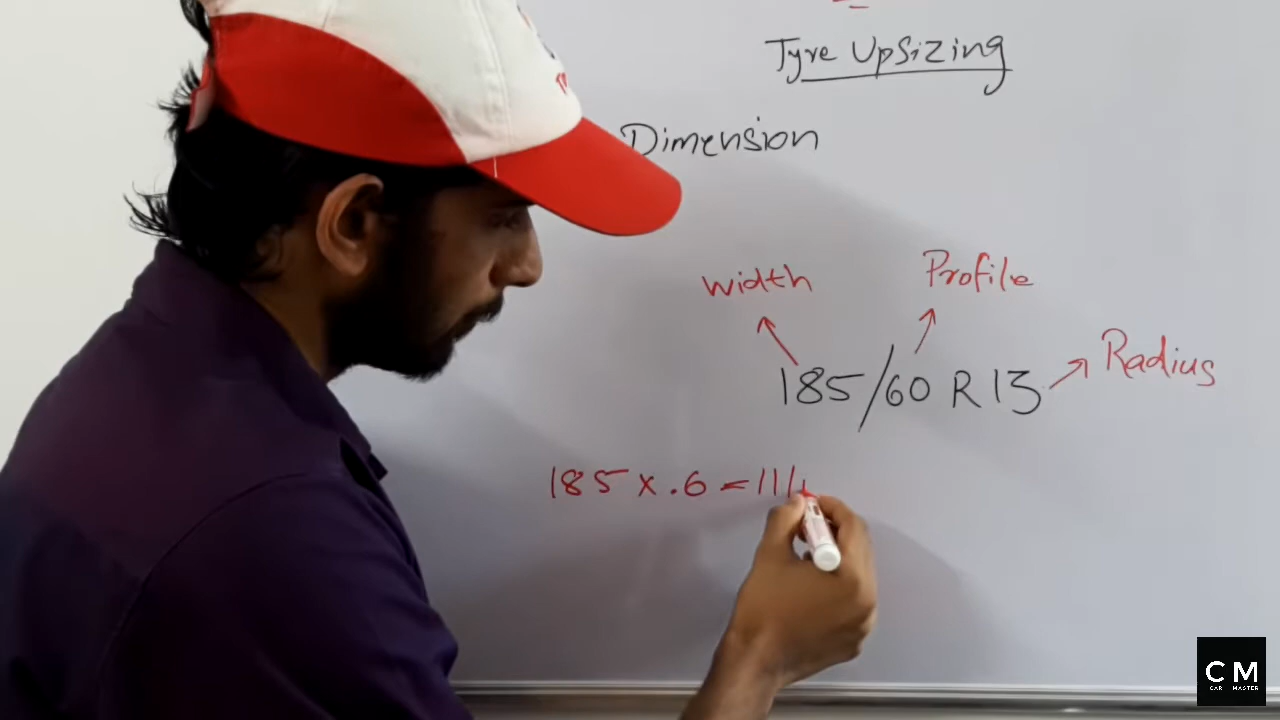 Tyre UpSizing
Dimension
width
Profile
Radius
185/60 R 13
185 x .6 = 111
CM
CAR MASTER